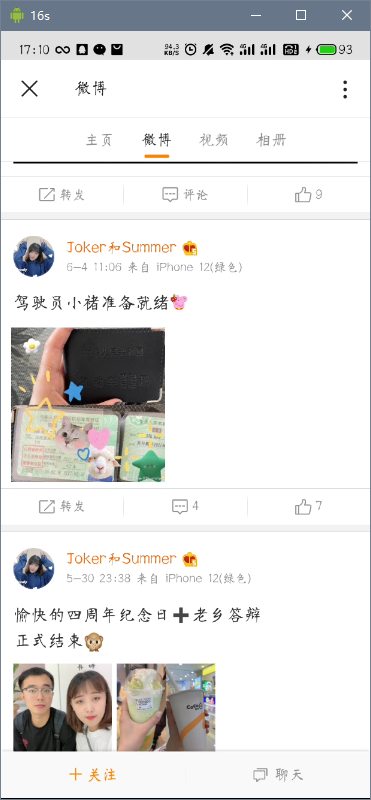 16s
17:10 94.3 KB/S 4G 4G HD 93
微博
主页 微博 视频 相册
转发 评论 9
Joker和Summer
6-4 11:06 来自 iPhone 12(绿色)
驾驶员小褚准备就绪
转发 4 7
Joker和Summer
5-30 23:38 来自 iPhone 12(绿色)
愉快的四周年纪念日➕老乡答辩
正式结束
关注 聊天